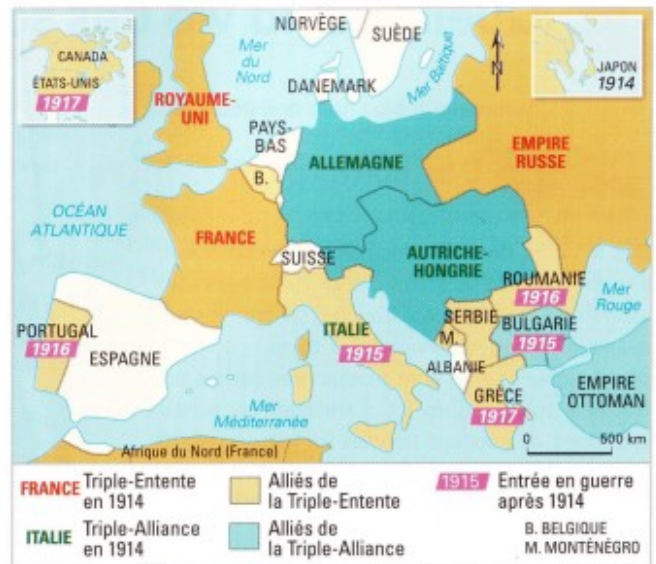 NORVÈGE
SUÈDE
Mer
du
Nord
Mer Baltique
N
CANADA
ÉTATS-UNIS
1917
JAPON
1914
DANEMARK
ROYAUME-
UNI
PAYS-
BAS
B.
ALLEMAGNE
EMPIRE
RUSSE
OCÉAN
ATLANTIQUE
FRANCE
SUISSE
AUTRICHE-
HONGRIE
ROUMANIE
1916
Mer
Rouge
PORTUGAL
1916
ESPAGNE
ITALIE
1915
SERBIE
M.
BULGARIE
1915
ALBANIE
GRÈCE
1917
EMPIRE
OTTOMAN
Mer
Méditerranée
Afrique du Nord (France)
0 500 km
FRANCE Triple-Entente
en 1914
ITALIE Triple-Alliance
en 1914
Alliés de
la Triple-Entente
Alliés de
la Triple-Alliance
1915 Entrée en guerre
après 1914
B. BELGIQUE
M. MONTÉNÉGRO